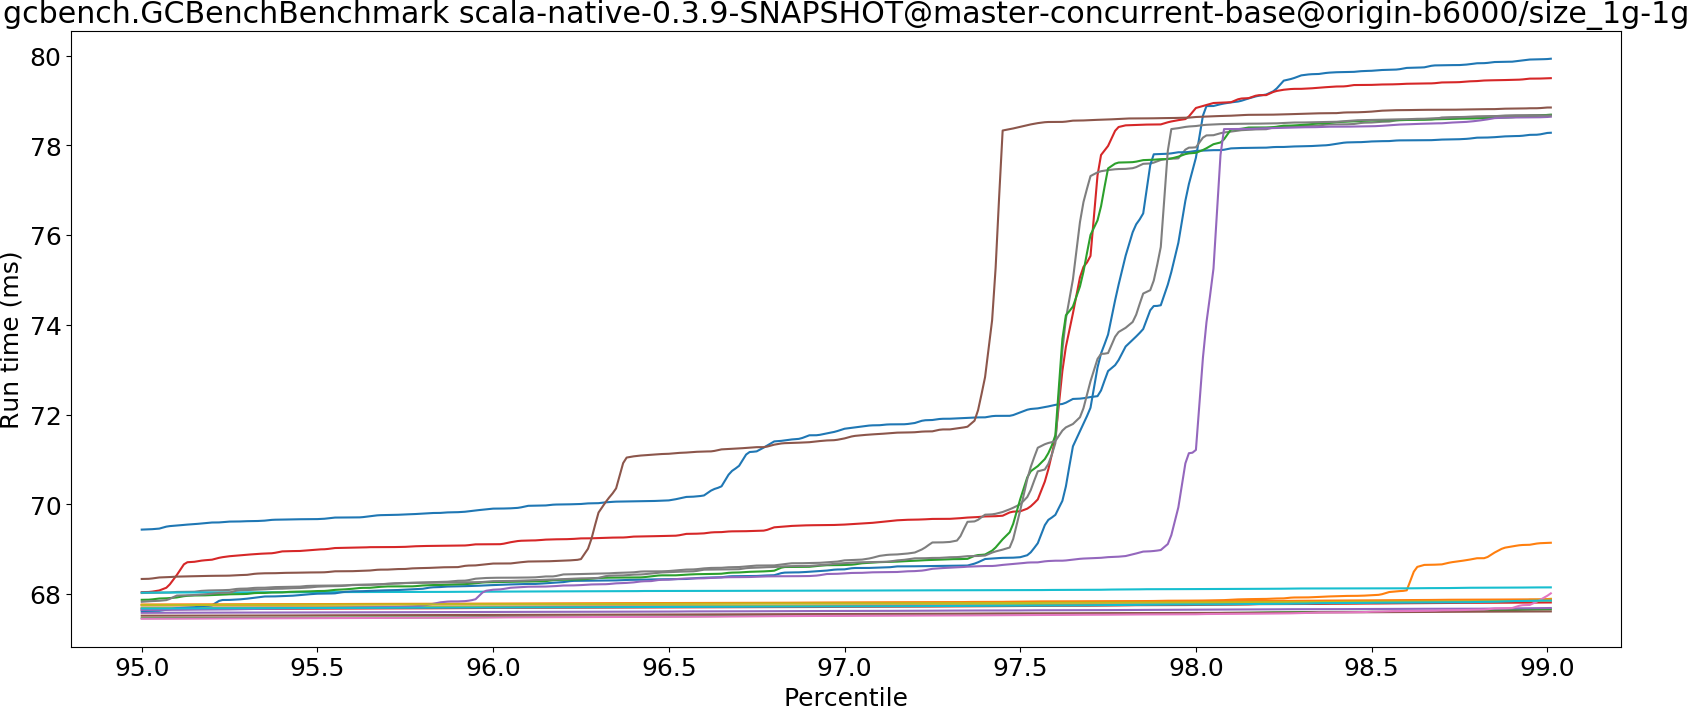 gcbench.GCBenchBenchmark scala-native-0.3.9-SNAPSHOT@master-concurrent-base@origin-b6000/size_1g-1g
Run time (ms)
80
78
76
74
72
70
68
95.0 95.5 96.0 96.5 97.0 97.5 98.0 98.5 99.0
Percentile